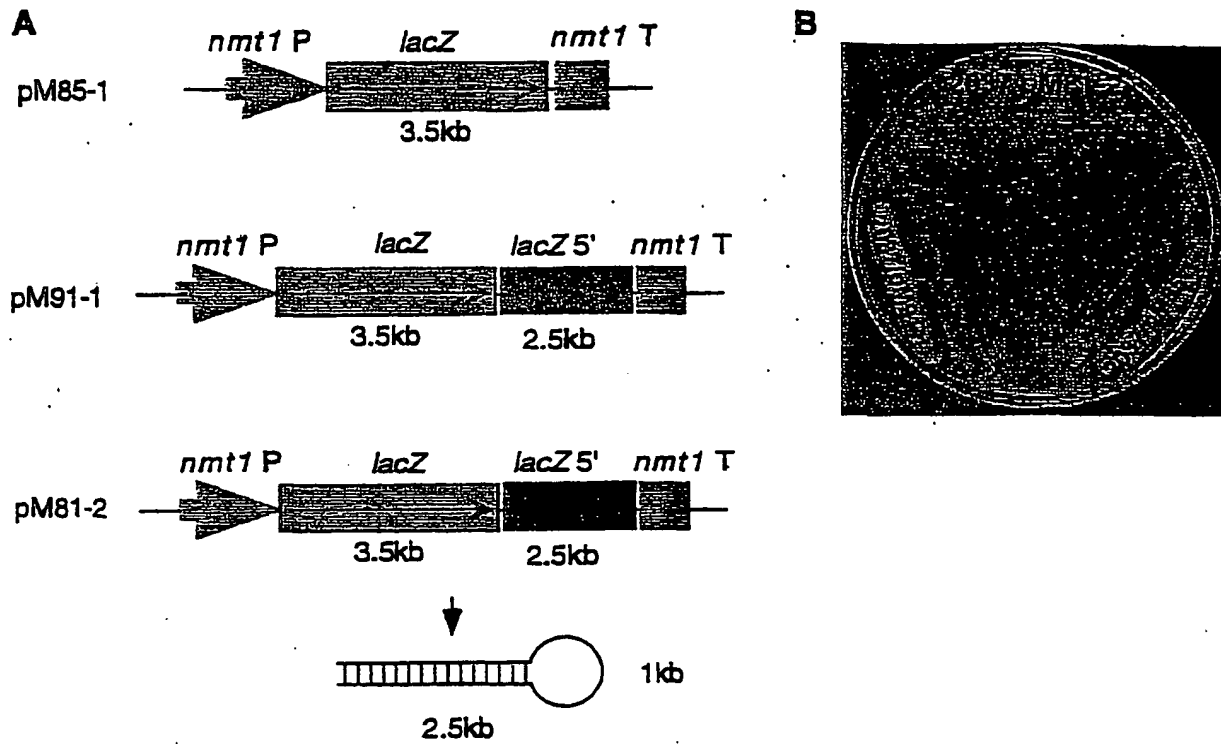 A
B
nmt1 P lacZ nmt1 T
pM85-1
3.5kb
nmt1 P lacZ lacZ 5' nmt1 T
pM91-1
3.5kb 2.5kb
nmt1 P lacZ lacZ 5' nmt1 T
pM81-2
3.5kb 2.5kb
1kb
2.5kb